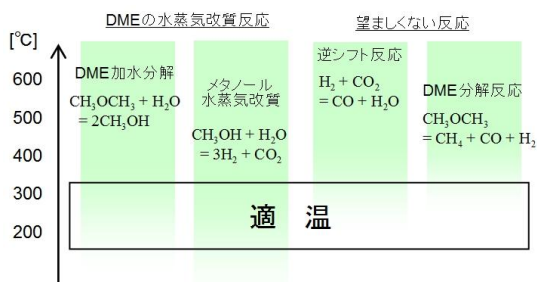 DMEの水蒸気改質反応
望ましくない反応
[℃]
600
500
400
300
200
DME加水分解
CH₃OCH₃ + H₂O
= 2CH₃OH
メタノール
水蒸気改質
CH₃OH + H₂O
= 3H₂ + CO₂
逆シフト反応
H₂ + CO₂
= CO + H₂O
DME分解反応
CH₃OCH₃
= CH₄ + CO + H₂
適 温